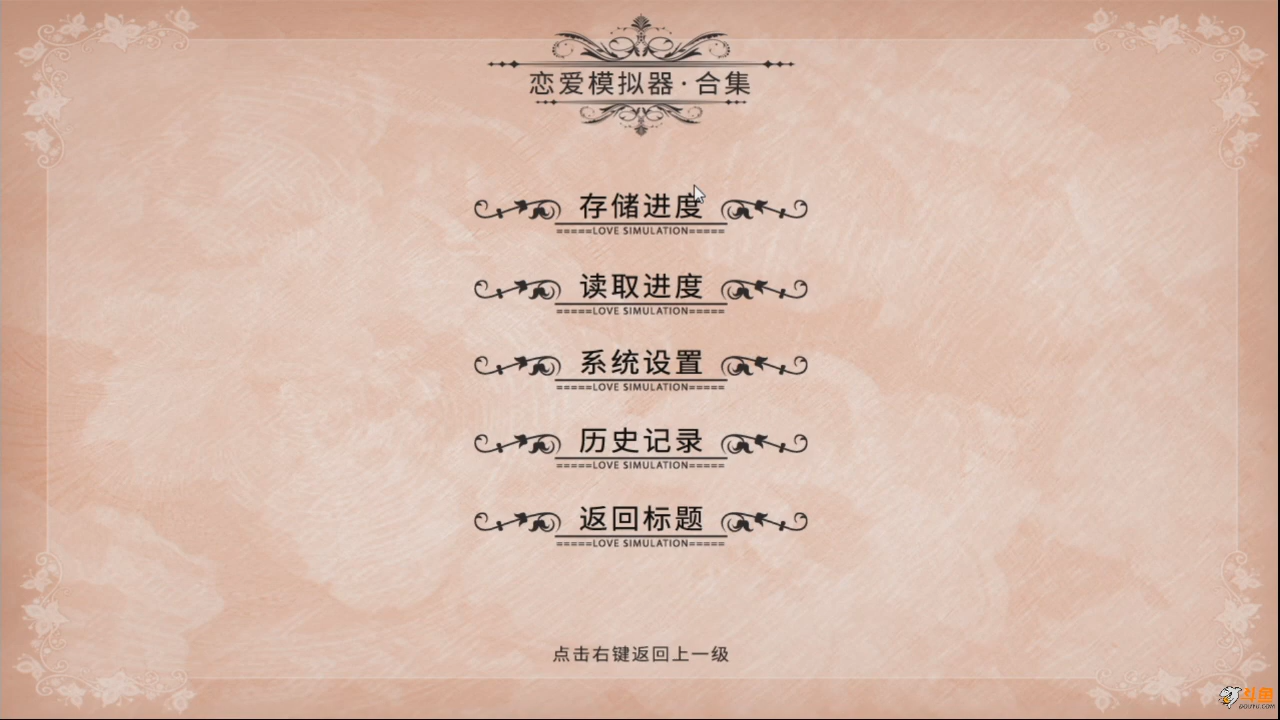 恋爱模拟器·合集
存储进度
=====LOVE SIMULATION=====
读取进度
=====LOVE SIMULATION=====
系统设置
=====LOVE SIMULATION=====
历史记录
=====LOVE SIMULATION=====
返回标题
=====LOVE SIMULATION=====
点击右键返回上一级
斗鱼
DOUYU.COM